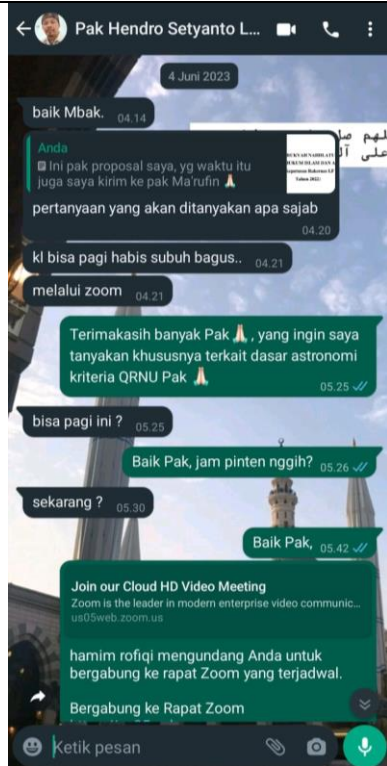 Pak Hendro Setyanto L...
4 Juni 2023
baik Mbak. 04.14
Anda
Ini pak proposal saya, yg waktu itu
juga saya kirim ke pak Ma'rufin 🙏🏻
pertanyaan yang akan ditanyakan apa sajab
04.20
kl bisa pagi habis subuh bagus.. 04.21
melalui zoom 04.21
Terimakasih banyak Pak🙏🏻, yang ingin saya
tanyakan khususnya terkait dasar astronomi
kriteria QRNU Pak 🙏🏻
05.25
bisa pagi ini ? 05.25
Baik Pak, jam pinten nggih? 05.26
sekarang ? 05.30
Baik Pak, 05.42
Join our Cloud HD Video Meeting
Zoom is the leader in modern enterprise video communic...
us05web.zoom.us
hamim rofiqi mengundang Anda untuk
bergabung ke rapat Zoom yang terjadwal.
Bergabung ke Rapat Zoom
Ketik pesan